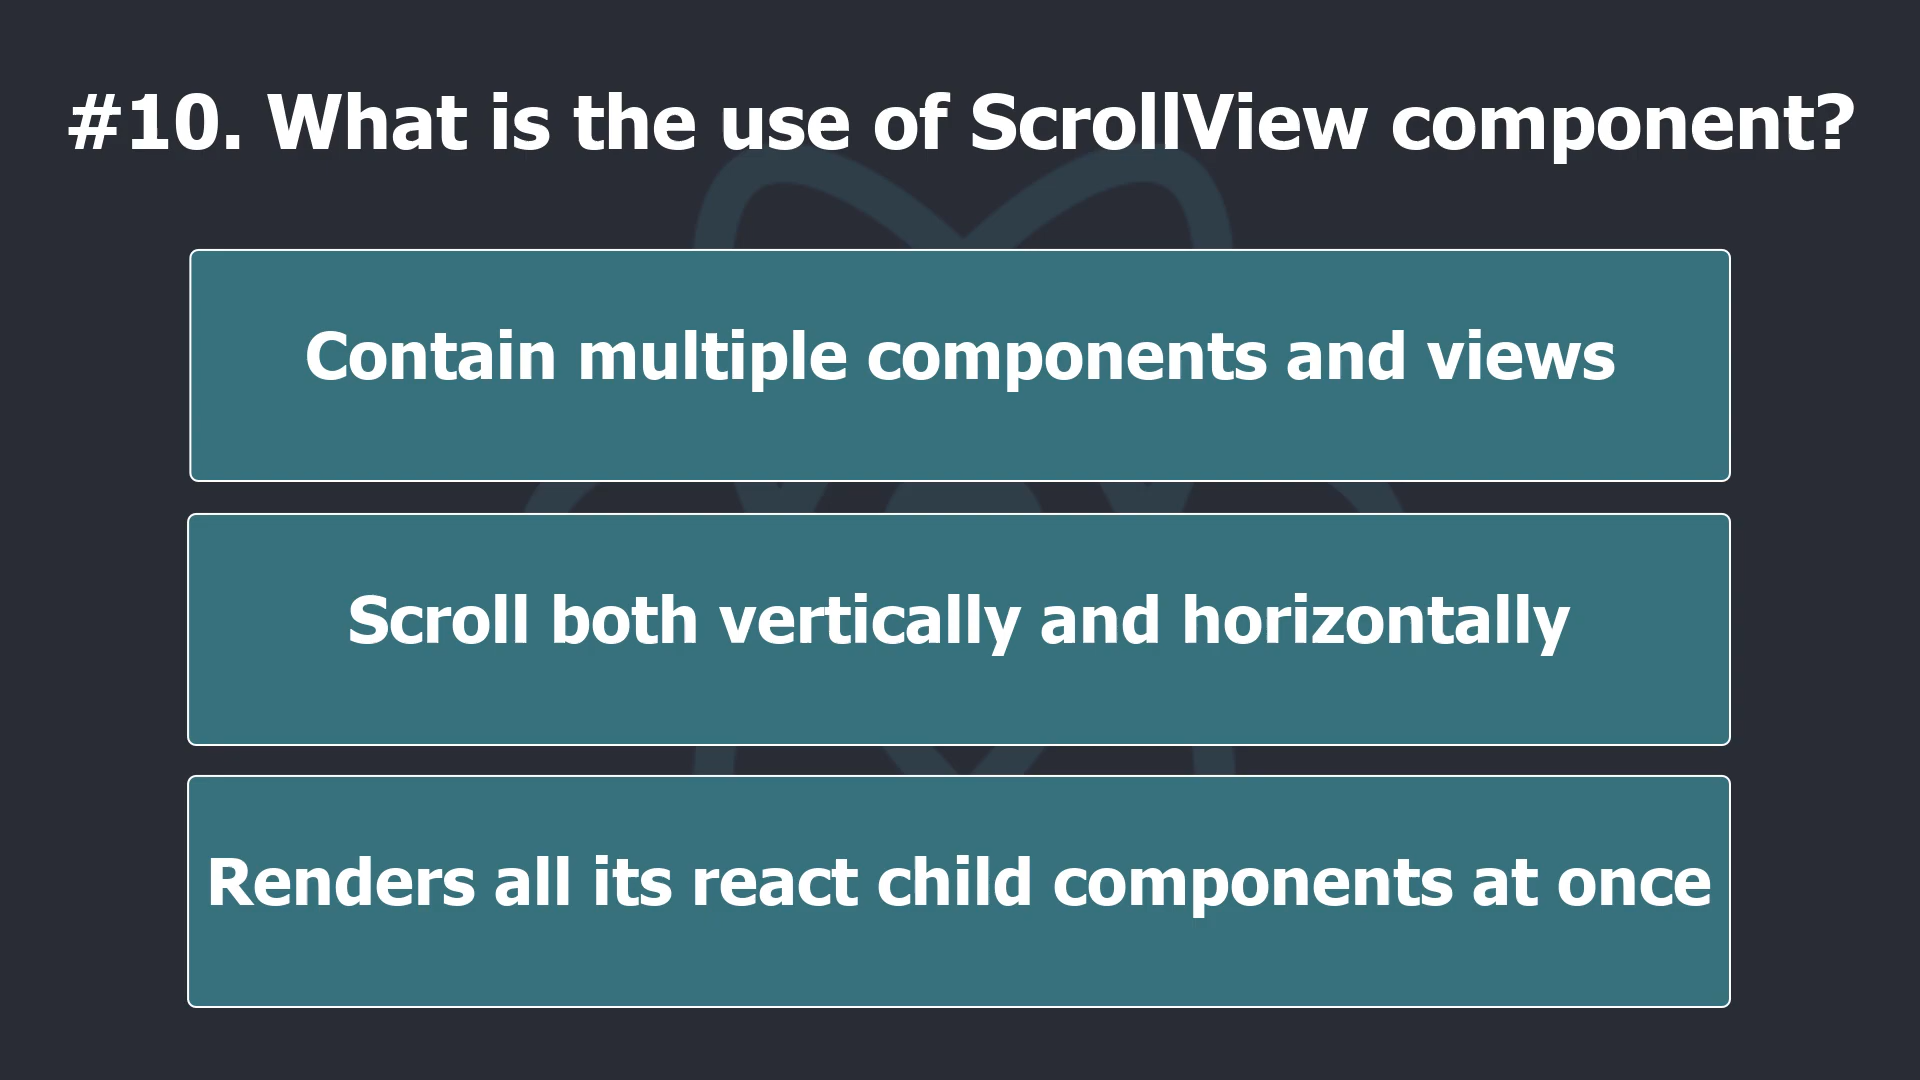 #10. What is the use of ScrollView component?
Contain multiple components and views
Scroll both vertically and horizontally
Renders all its react child components at once